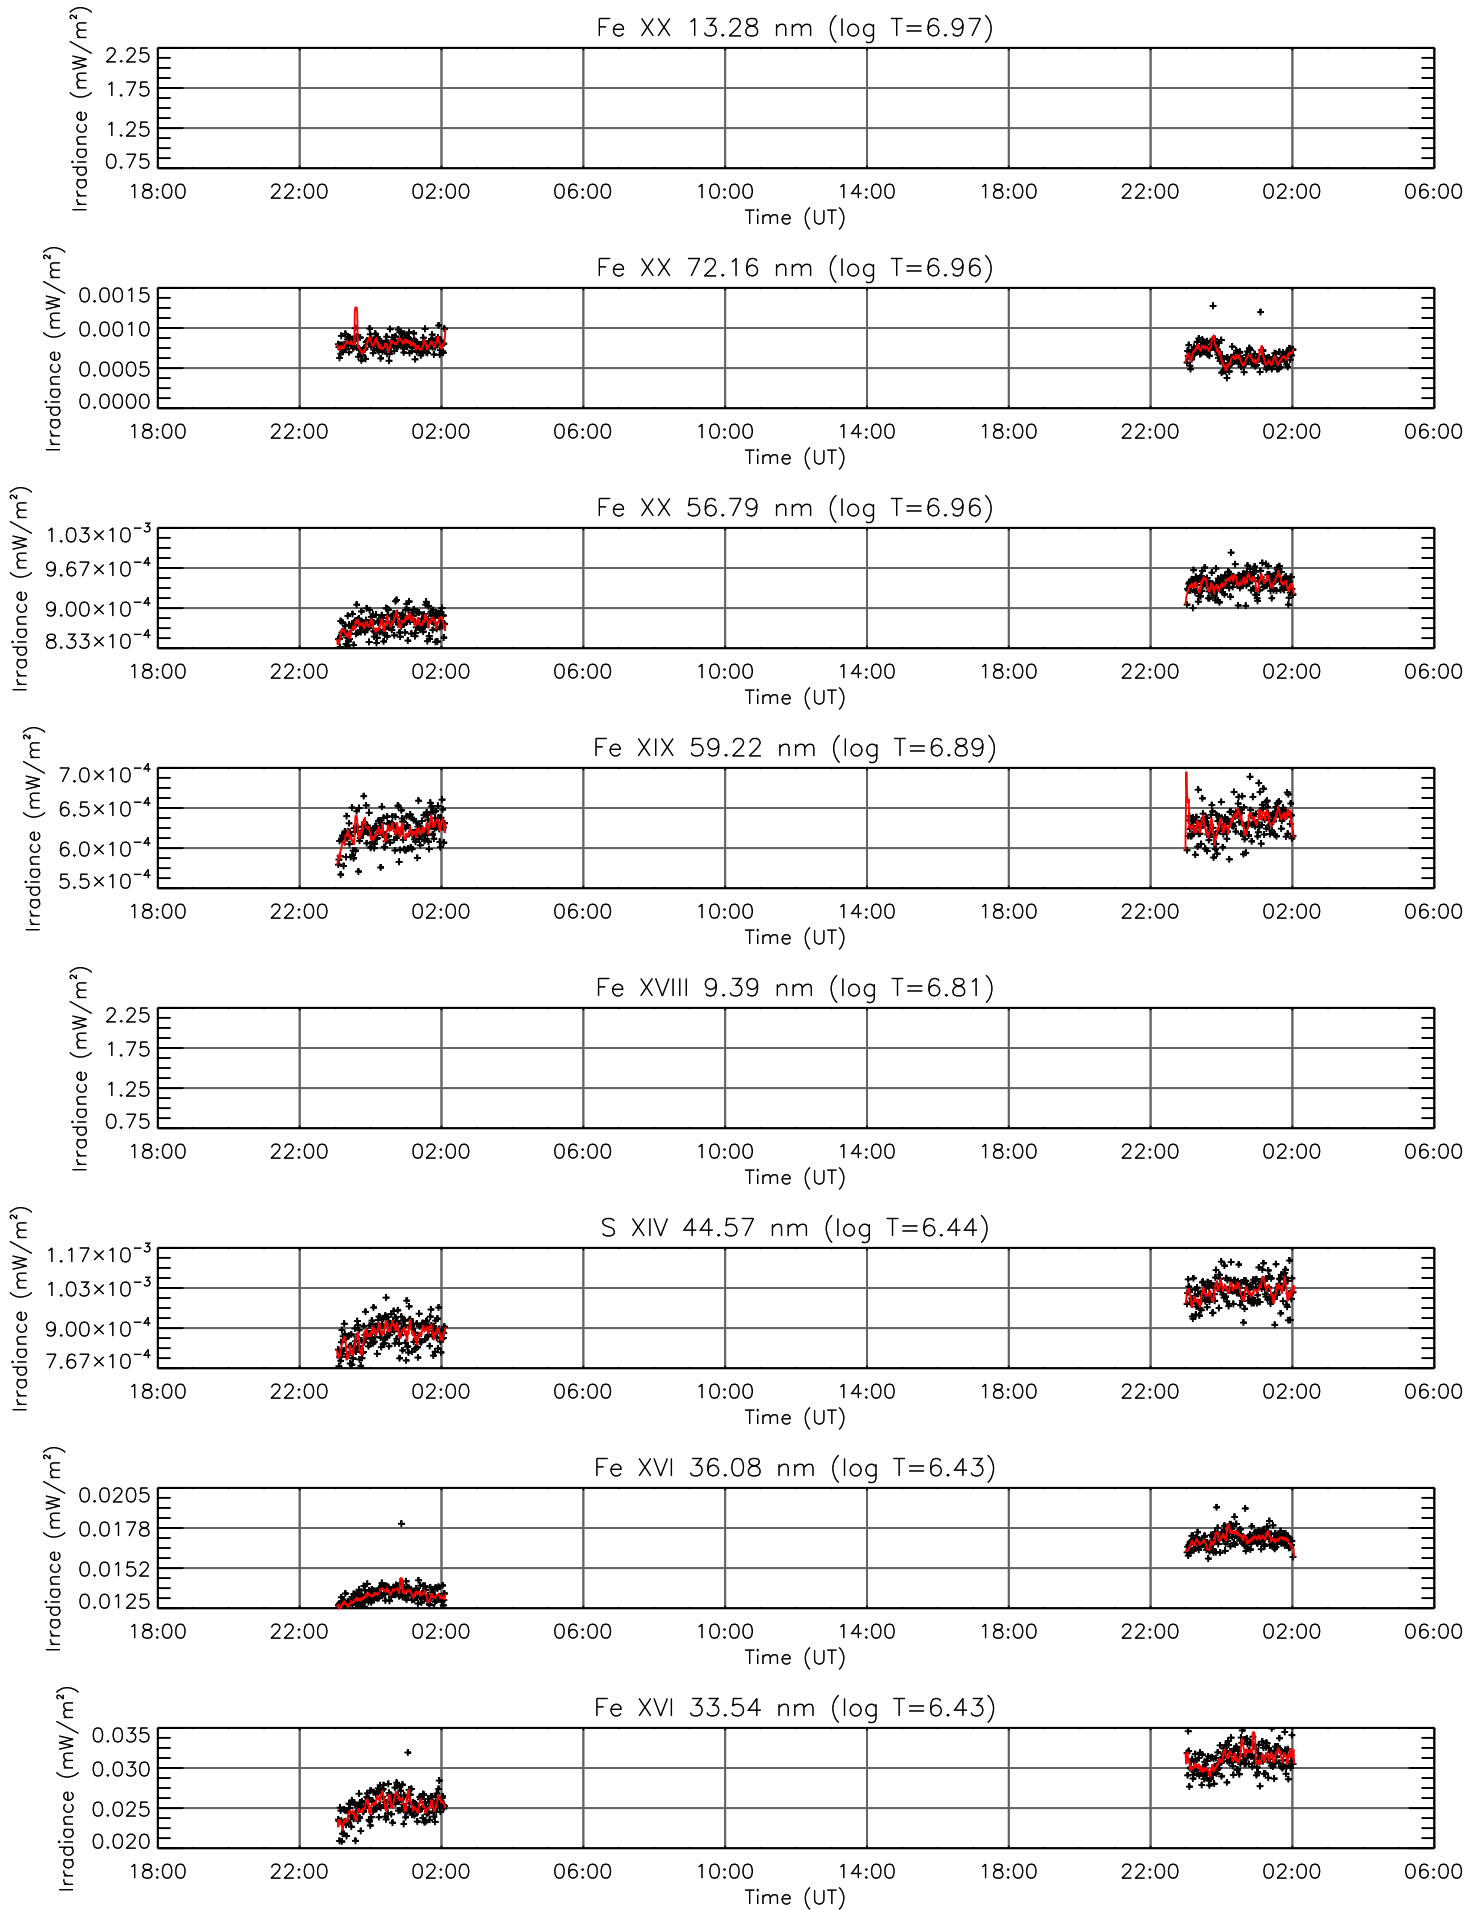 Fe XX 13.28 nm (log T=6.97)
Irradiance (mW/m²)
2.25
1.75
1.25
0.75
18:00 22:00 02:00 06:00 10:00 14:00 18:00 22:00 02:00 06:00
Time (UT)
Fe XX 72.16 nm (log T=6.96)
Irradiance (mW/m²)
0.0015
0.0010
0.0005
0.0000
18:00 22:00 02:00 06:00 10:00 14:00 18:00 22:00 02:00 06:00
Time (UT)
Fe XX 56.79 nm (log T=6.96)
Irradiance (mW/m²)
1.03×10⁻³
9.67×10⁻⁴
9.00×10⁻⁴
8.33×10⁻⁴
18:00 22:00 02:00 06:00 10:00 14:00 18:00 22:00 02:00 06:00
Time (UT)
Fe XIX 59.22 nm (log T=6.89)
Irradiance (mW/m²)
7.0×10⁻⁴
6.5×10⁻⁴
6.0×10⁻⁴
5.5×10⁻⁴
18:00 22:00 02:00 06:00 10:00 14:00 18:00 22:00 02:00 06:00
Time (UT)
Fe XVIII 9.39 nm (log T=6.81)
Irradiance (mW/m²)
2.25
1.75
1.25
0.75
18:00 22:00 02:00 06:00 10:00 14:00 18:00 22:00 02:00 06:00
Time (UT)
S XIV 44.57 nm (log T=6.44)
Irradiance (mW/m²)
1.17×10⁻³
1.03×10⁻³
9.00×10⁻⁴
7.67×10⁻⁴
18:00 22:00 02:00 06:00 10:00 14:00 18:00 22:00 02:00 06:00
Time (UT)
Fe XVI 36.08 nm (log T=6.43)
Irradiance (mW/m²)
0.0205
0.0178
0.0152
0.0125
18:00 22:00 02:00 06:00 10:00 14:00 18:00 22:00 02:00 06:00
Time (UT)
Fe XVI 33.54 nm (log T=6.43)
Irradiance (mW/m²)
0.035
0.030
0.025
0.020
18:00 22:00 02:00 06:00 10:00 14:00 18:00 22:00 02:00 06:00
Time (UT)